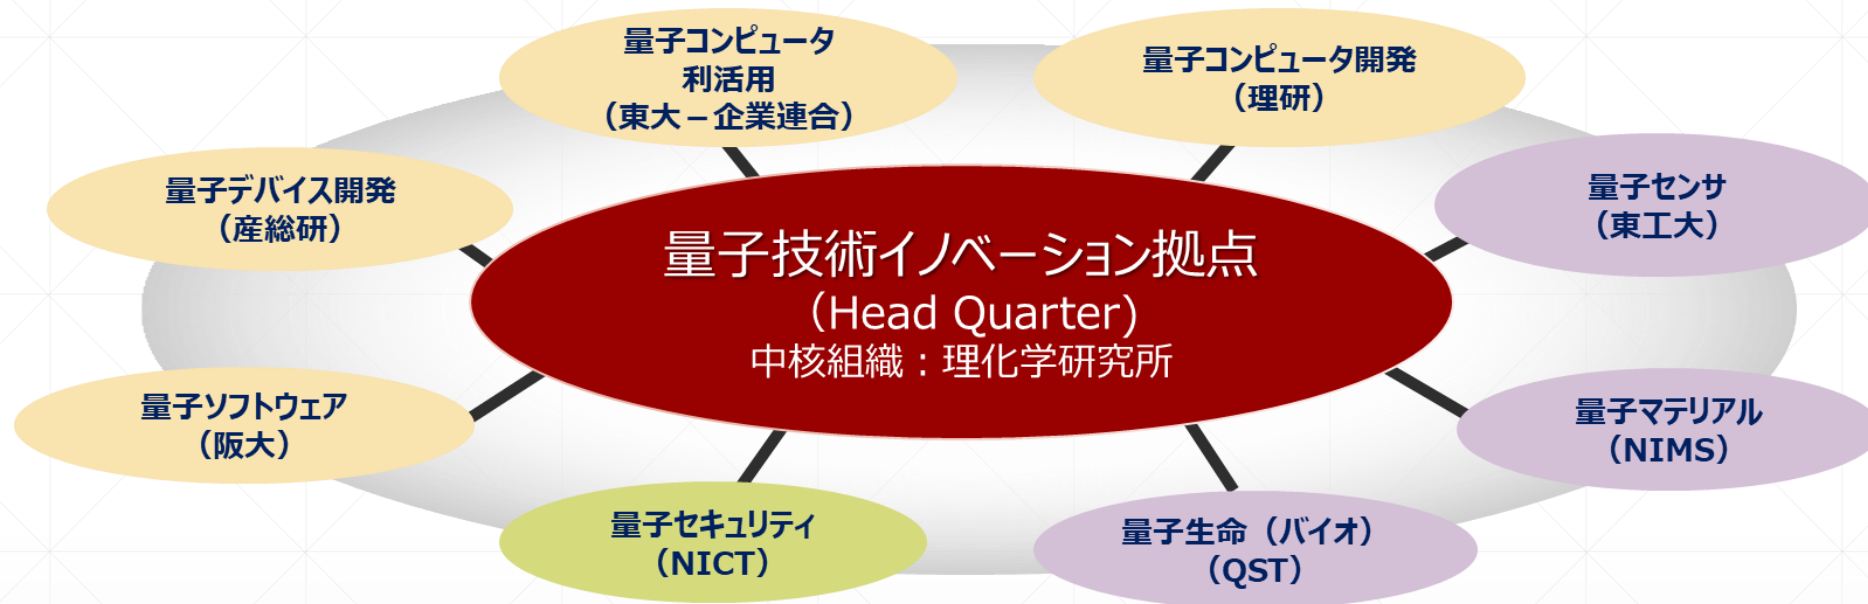 量子コンピュータ
利活用
（東大－企業連合）
量子コンピュータ開発
（理研）
量子デバイス開発
（産総研）
量子センサ
（東工大）
量子技術イノベーション拠点
（Head Quarter)
中核組織：理化学研究所
量子ソフトウェア
（阪大）
量子マテリアル
（NIMS）
量子セキュリティ
（NICT）
量子生命（バイオ）
（QST）